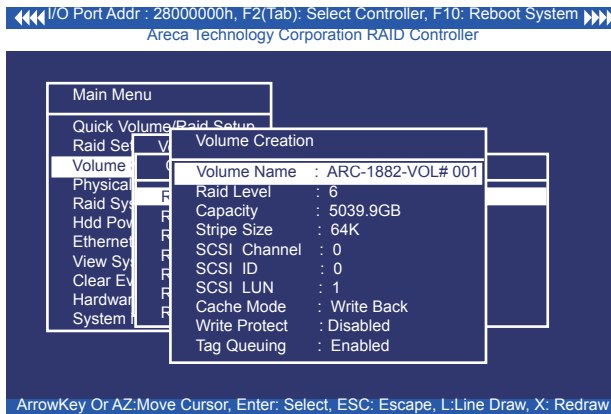 I/O Port Addr : 28000000h, F2(Tab): Select Controller, F10: Reboot System
Areca Technology Corporation RAID Controller
Main Menu
Quick Volume/Raid Setup
Raid Se
Volume
Physical
Raid Sys
Hdd Pow
Ethernet
View Sy
Clear Ev
Hardwar
System
Volume Creation
Volume Name : ARC-1882-VOL# 001
Raid Level : 6
Capacity : 5039.9GB
Stripe Size : 64K
SCSI Channel : 0
SCSI ID : 0
SCSI LUN : 1
Cache Mode : Write Back
Write Protect : Disabled
Tag Queuing : Enabled
ArrowKey Or AZ:Move Cursor, Enter: Select, ESC: Escape, L:Line Draw, X: Redraw